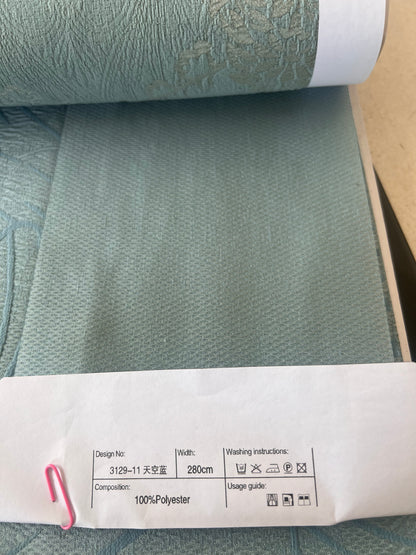 Design No: Width: Washing instructions:
3129-11 天空蓝 280cm
P
Composition: Usage guide:
100%Polyester